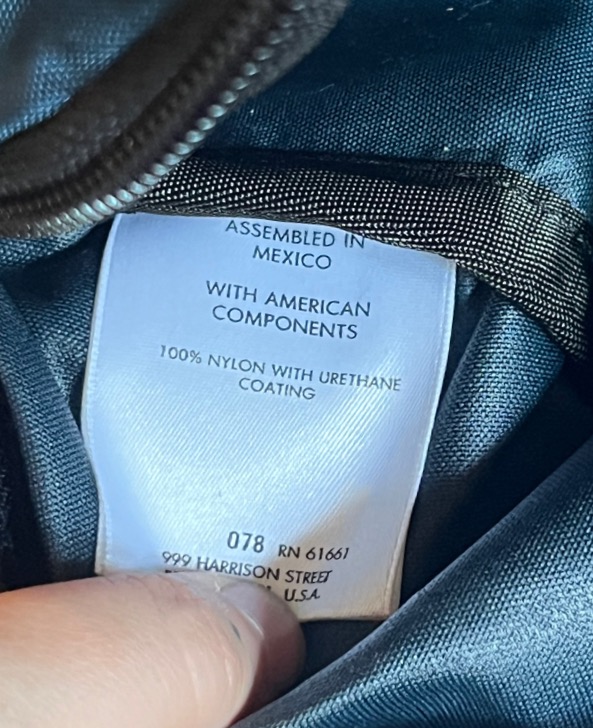 ASSEMBLED IN
MEXICO
WITH AMERICAN
COMPONENTS
100% NYLON WITH URETHANE
COATING
078 RN 61661
999 HARRISON STREET
U.S.A.